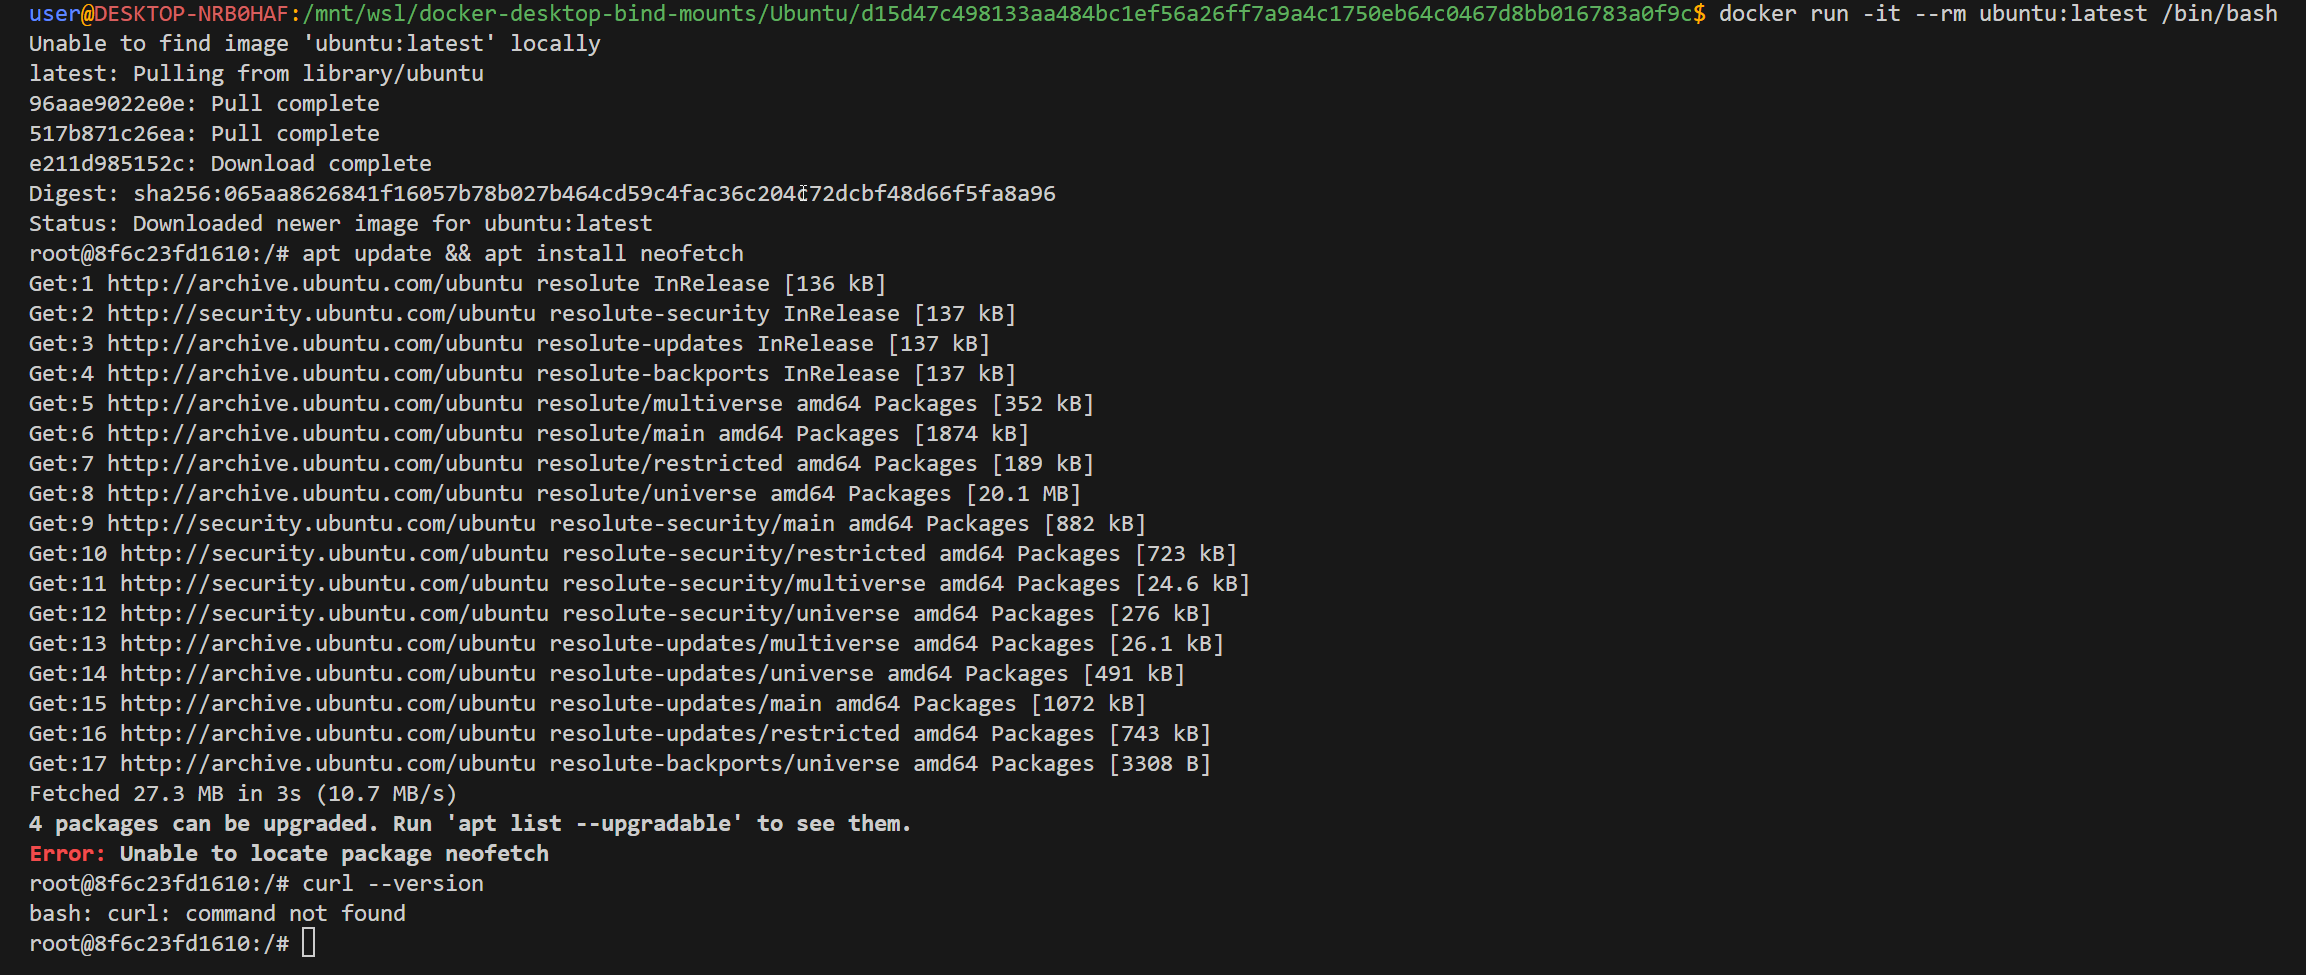 user@DESKTOP-NRB0HAF:/mnt/wsl/docker-desktop-bind-mounts/Ubuntu/d15d47c498133aa484bc1ef56a26ff7a9a4c1750eb64c0467d8bb016783a0f9c$ docker run -it --rm ubuntu:latest /bin/bash
Unable to find image 'ubuntu:latest' locally
latest: Pulling from library/ubuntu
96aae9022e0e: Pull complete
517b871c26ea: Pull complete
e211d985152c: Download complete
Digest: sha256:065aa8626841f16057b78b027b464cd59c4fac36c204c72dcbf48d66f5fa8a96
Status: Downloaded newer image for ubuntu:latest
root@8f6c23fd1610:/# apt update && apt install neofetch
Get:1 http://archive.ubuntu.com/ubuntu resolute InRelease [136 kB]
Get:2 http://security.ubuntu.com/ubuntu resolute-security InRelease [137 kB]
Get:3 http://archive.ubuntu.com/ubuntu resolute-updates InRelease [137 kB]
Get:4 http://archive.ubuntu.com/ubuntu resolute-backports InRelease [137 kB]
Get:5 http://archive.ubuntu.com/ubuntu resolute/multiverse amd64 Packages [352 kB]
Get:6 http://archive.ubuntu.com/ubuntu resolute/main amd64 Packages [1874 kB]
Get:7 http://archive.ubuntu.com/ubuntu resolute/restricted amd64 Packages [189 kB]
Get:8 http://archive.ubuntu.com/ubuntu resolute/universe amd64 Packages [20.1 MB]
Get:9 http://security.ubuntu.com/ubuntu resolute-security/main amd64 Packages [882 kB]
Get:10 http://security.ubuntu.com/ubuntu resolute-security/restricted amd64 Packages [723 kB]
Get:11 http://security.ubuntu.com/ubuntu resolute-security/multiverse amd64 Packages [24.6 kB]
Get:12 http://security.ubuntu.com/ubuntu resolute-security/universe amd64 Packages [276 kB]
Get:13 http://archive.ubuntu.com/ubuntu resolute-updates/multiverse amd64 Packages [26.1 kB]
Get:14 http://archive.ubuntu.com/ubuntu resolute-updates/universe amd64 Packages [491 kB]
Get:15 http://archive.ubuntu.com/ubuntu resolute-updates/main amd64 Packages [1072 kB]
Get:16 http://archive.ubuntu.com/ubuntu resolute-updates/restricted amd64 Packages [743 kB]
Get:17 http://archive.ubuntu.com/ubuntu resolute-backports/universe amd64 Packages [3308 B]
Fetched 27.3 MB in 3s (10.7 MB/s)
4 packages can be upgraded. Run 'apt list --upgradable' to see them.
Error: Unable to locate package neofetch
root@8f6c23fd1610:/# curl --version
bash: curl: command not found
root@8f6c23fd1610:/#